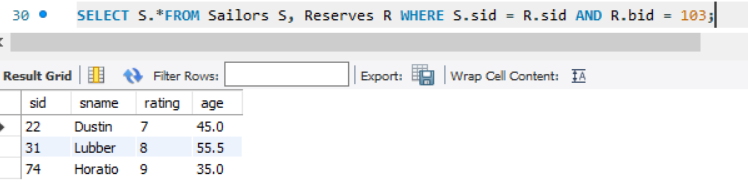 30 SELECT S.*FROM Sailors S, Reserves R WHERE S.sid = R.sid AND R.bid = 103;
Result Grid Filter Rows: Export: Wrap Cell Content: IA
sid sname rating age
22 Dustin 7 45.0
31 Lubber 8 55.5
74 Horatio 9 35.0